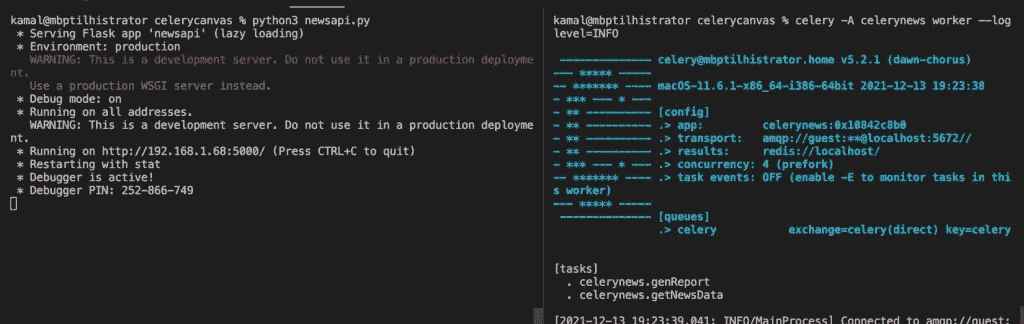 kamal@mbptilhistrator celerycanvas % python3 newsapi.py
 * Serving Flask app 'newsapi' (lazy loading)
 * Environment: production
   WARNING: This is a development server. Do not use it in a production deployme
nt.
   Use a production WSGI server instead.
 * Debug mode: on
 * Running on all addresses.
   WARNING: This is a development server. Do not use it in a production deployme
nt.
 * Running on http://192.168.1.68:5000/ (Press CTRL+C to quit)
 * Restarting with stat
 * Debugger is active!
 * Debugger PIN: 252-866-749
kamal@mbptilhistrator celerycanvas % celery -A celerynews worker --log
level=INFO
 -------------- celery@mbptilhistrator.home v5.2.1 (dawn-chorus)
--- ***** -----
-- ******* ---- macOS-11.6.1-x86_64-i386-64bit 2021-12-13 19:23:38
- *** --- * ---
- ** ---------- [config]
- ** ---------- .> app:         celerynews:0x10842c8b0
- ** ---------- .> transport:   amqp://guest:**@localhost:5672//
- ** ---------- .> results:     redis://localhost/
- *** --- * --- .> concurrency: 4 (prefork)
-- ******* ---- .> task events: OFF (enable -E to monitor tasks in thi
s worker)
--- ***** -----
 -------------- [queues]
                .> celery           exchange=celery(direct) key=celery
[tasks]
  . celerynews.genReport
  . celerynews.getNewsData
[2021-12-13 19:23:39,041: INFO/MainProcess] Connected to amqp://guest: